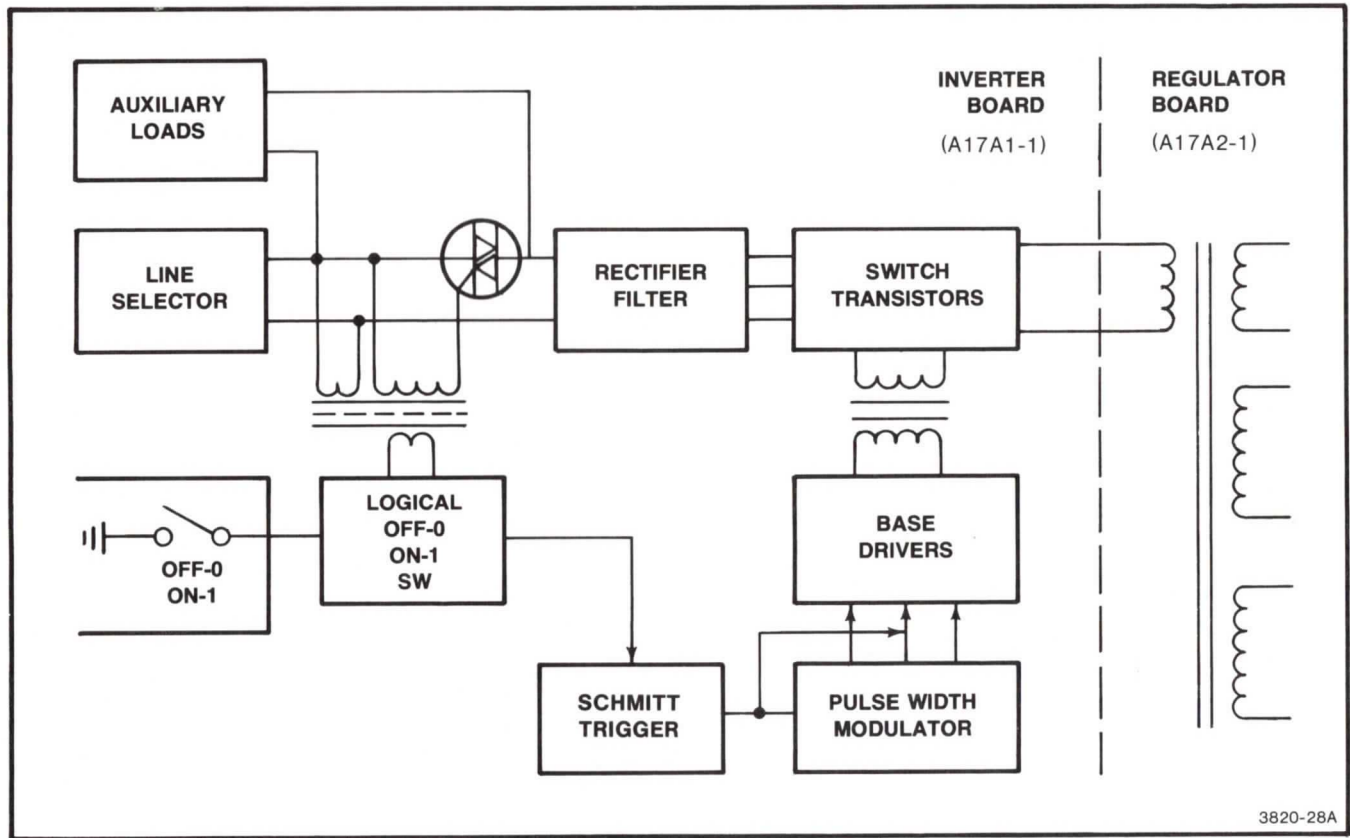 AUXILIARY
LOADS
INVERTER
BOARD
(A17A1-1)
REGULATOR
BOARD
(A17A2-1)
LINE
SELECTOR
RECTIFIER
FILTER
SWITCH
TRANSISTORS
OFF-0
ON-1
LOGICAL
OFF-0
ON-1
SW
BASE
DRIVERS
SCHMITT
TRIGGER
PULSE WIDTH
MODULATOR
3820-28A